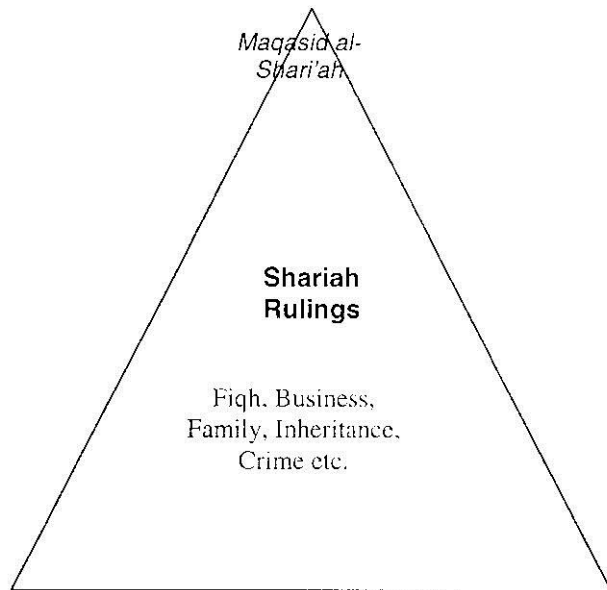 Maqasid al-
Shari'ah
Shariah
Rulings
Fiqh, Business,
Family, Inheritance,
Crime etc.